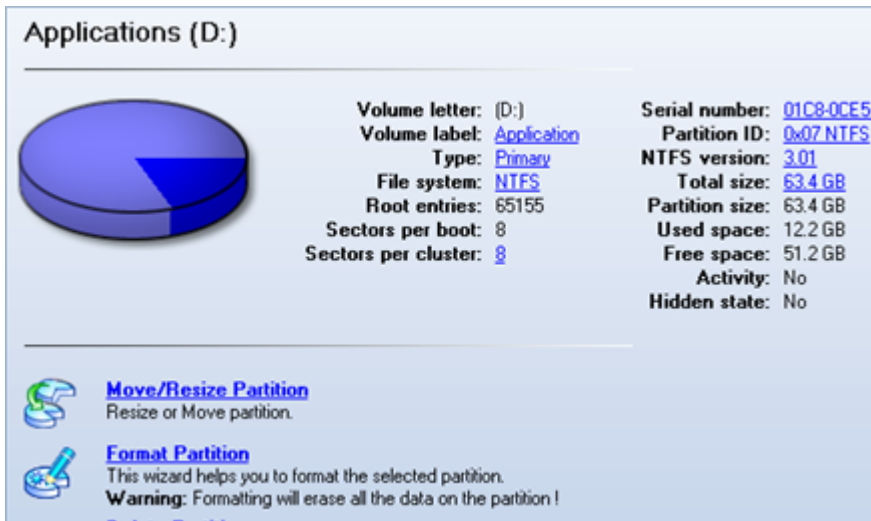 Applications (D:)
Volume letter: (D:)
Volume label: Application
Type: Primary
File system: NTFS
Root entries: 65155
Sectors per boot: 8
Sectors per cluster: 8
Serial number: 01C8-0CE5
Partition ID: 0x07 NTFS
NTFS version: 3.01
Total size: 63.4 GB
Partition size: 63.4 GB
Used space: 12.2 GB
Free space: 51.2 GB
Activity: No
Hidden state: No
Move/Resize Partition
Resize or Move partition.
Format Partition
This wizard helps you to format the selected partition.
Warning: Formatting will erase all the data on the partition !